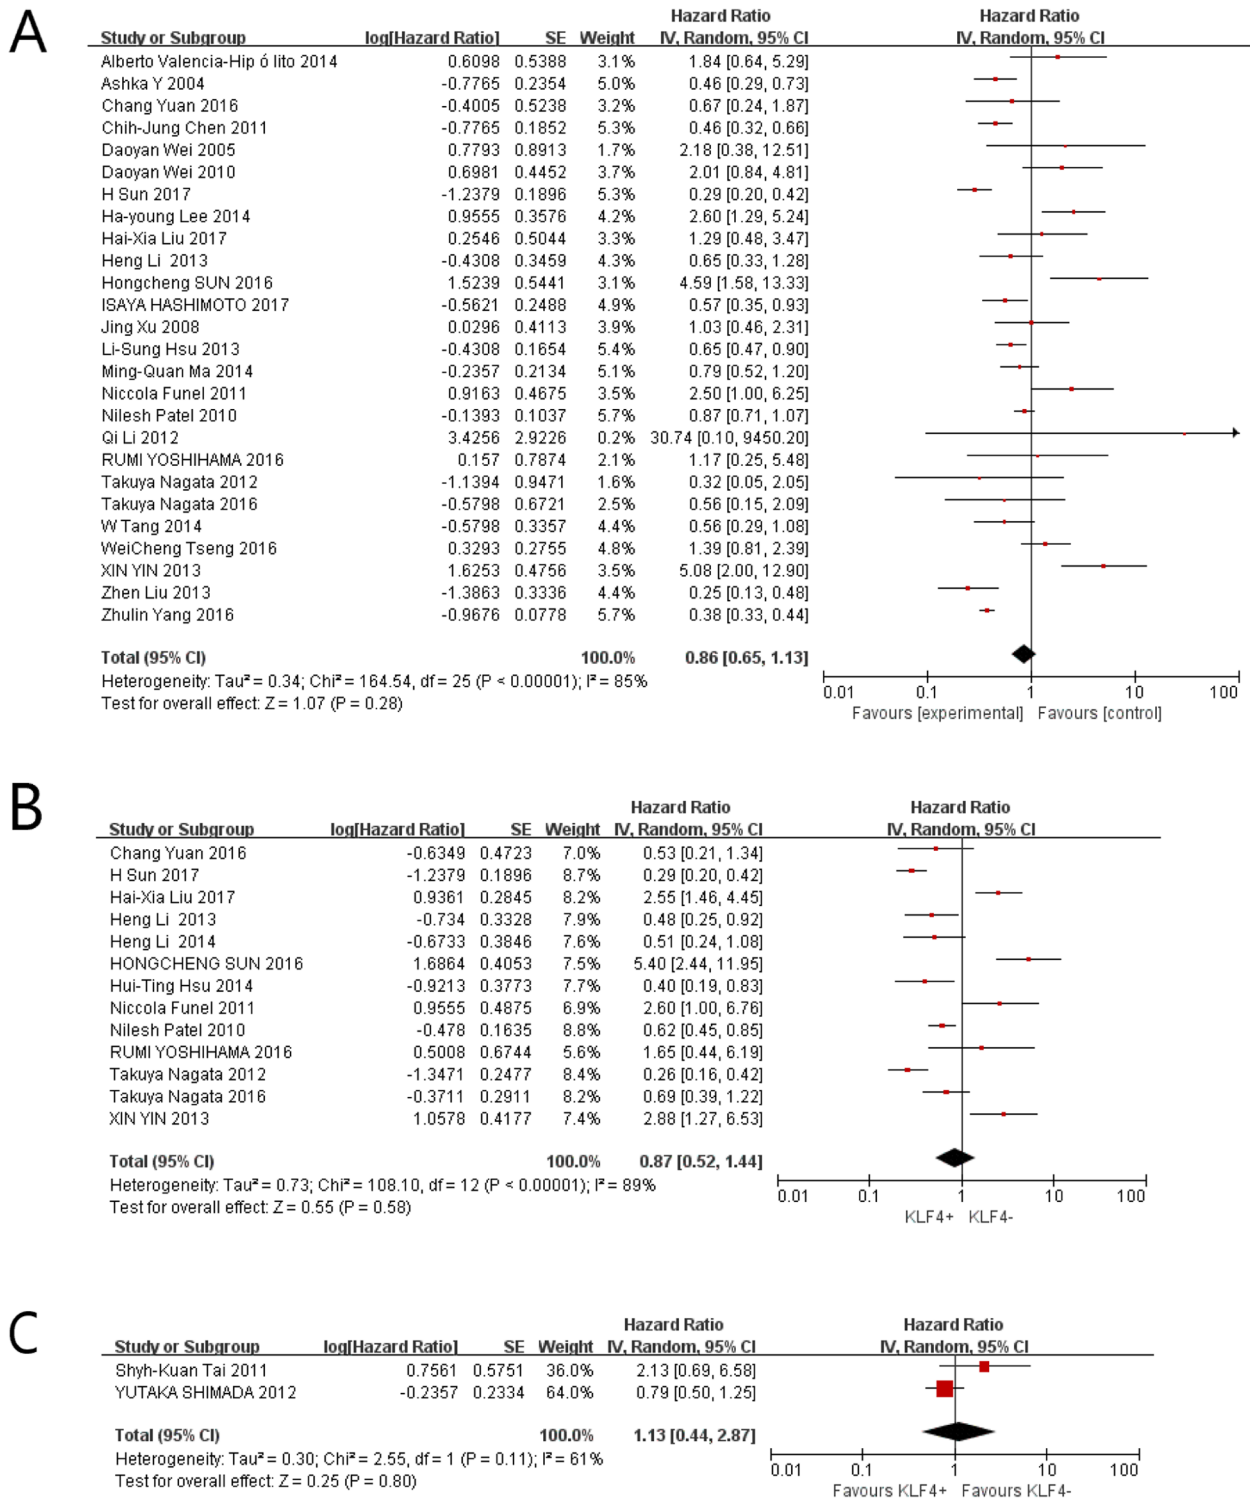 A
Hazard Ratio Hazard Ratio
Study or Subgroup log[Hazard Ratio] SE Weight IV, Random, 95% CI IV, Random, 95% CI
Alberto Valencia-Hip ó lito 2014 0.6098 0.5388 3.1% 1.84 [0.64, 5.29]
Ashka Y 2004 -0.7765 0.2354 5.0% 0.46 [0.29, 0.73]
Chang Yuan 2016 -0.4005 0.5238 3.2% 0.67 [0.24, 1.87]
Chih-Jung Chen 2011 -0.7765 0.1852 5.3% 0.46 [0.32, 0.66]
Daoyan Wei 2005 0.7793 0.8913 1.7% 2.18 [0.38, 12.51]
Daoyan Wei 2010 0.6981 0.4452 3.7% 2.01 [0.84, 4.81]
H Sun 2017 -1.2379 0.1896 5.3% 0.29 [0.20, 0.42]
Ha-young Lee 2014 0.9555 0.3576 4.2% 2.60 [1.29, 5.24]
Hai-Xia Liu 2017 0.2546 0.5044 3.3% 1.29 [0.48, 3.47]
Heng Li 2013 -0.4308 0.3459 4.3% 0.65 [0.33, 1.28]
Hongcheng SUN 2016 1.5239 0.5441 3.1% 4.59 [1.58, 13.33]
ISAYA HASHIMOTO 2017 -0.5621 0.2488 4.9% 0.57 [0.35, 0.93]
Jing Xu 2008 0.0296 0.4113 3.9% 1.03 [0.46, 2.31]
Li-Sung Hsu 2013 -0.4308 0.1654 5.4% 0.65 [0.47, 0.90]
Ming-Quan Ma 2014 -0.2357 0.2134 5.1% 0.79 [0.52, 1.20]
Niccola Funel 2011 0.9163 0.4675 3.5% 2.50 [1.00, 6.25]
Nilesh Patel 2010 -0.1393 0.1037 5.7% 0.87 [0.71, 1.07]
Qi Li 2012 3.4256 2.9226 0.2% 30.74 [0.10, 9450.20]
RUMI YOSHIHAMA 2016 0.157 0.7874 2.1% 1.17 [0.25, 5.48]
Takuya Nagata 2012 -1.1394 0.9471 1.6% 0.32 [0.05, 2.05]
Takuya Nagata 2016 -0.5798 0.6721 2.5% 0.56 [0.15, 2.09]
W Tang 2014 -0.5798 0.3357 4.4% 0.56 [0.29, 1.08]
WeiCheng Tseng 2016 0.3293 0.2755 4.8% 1.39 [0.81, 2.39]
XIN YIN 2013 1.6253 0.4756 3.5% 5.08 [2.00, 12.90]
Zhen Liu 2013 -1.3863 0.3336 4.4% 0.25 [0.13, 0.48]
Zhulin Yang 2016 -0.9676 0.0778 5.7% 0.38 [0.33, 0.44]
Total (95% CI) 100.0% 0.86 [0.65, 1.13]
Heterogeneity: Tau² = 0.34; Chi² = 164.54, df = 25 (P < 0.00001); I² = 85%
Test for overall effect: Z = 1.07 (P = 0.28)
0.01 0.1 1 10 100
Favours [experimental] Favours [control]
B
Hazard Ratio Hazard Ratio
Study or Subgroup log[Hazard Ratio] SE Weight IV, Random, 95% CI IV, Random, 95% CI
Chang Yuan 2016 -0.6349 0.4723 7.0% 0.53 [0.21, 1.34]
H Sun 2017 -1.2379 0.1896 8.7% 0.29 [0.20, 0.42]
Hai-Xia Liu 2017 0.9361 0.2845 8.2% 2.55 [1.46, 4.45]
Heng Li 2013 -0.734 0.3328 7.9% 0.48 [0.25, 0.92]
Heng Li 2014 -0.6733 0.3846 7.6% 0.51 [0.24, 1.08]
HONGCHENG SUN 2016 1.6864 0.4053 7.5% 5.40 [2.44, 11.95]
Hui-Ting Hsu 2014 -0.9213 0.3773 7.7% 0.40 [0.19, 0.83]
Niccola Funel 2011 0.9555 0.4875 6.9% 2.60 [1.00, 6.76]
Nilesh Patel 2010 -0.478 0.1635 8.8% 0.62 [0.45, 0.85]
RUMI YOSHIHAMA 2016 0.5008 0.6744 5.6% 1.65 [0.44, 6.19]
Takuya Nagata 2012 -1.3471 0.2477 8.4% 0.26 [0.16, 0.42]
Takuya Nagata 2016 -0.3711 0.2911 8.2% 0.69 [0.39, 1.22]
XIN YIN 2013 1.0578 0.4177 7.4% 2.88 [1.27, 6.53]
Total (95% CI) 100.0% 0.87 [0.52, 1.44]
Heterogeneity: Tau² = 0.73; Chi² = 108.10, df = 12 (P < 0.00001); I² = 89%
Test for overall effect: Z = 0.55 (P = 0.58)
0.01 0.1 1 10 100
KLF4+ KLF4-
C
Hazard Ratio Hazard Ratio
Study or Subgroup log[Hazard Ratio] SE Weight IV, Random, 95% CI IV, Random, 95% CI
Shyh-Kuan Tai 2011 0.7561 0.5751 36.0% 2.13 [0.69, 6.58]
YUTAKA SHIMADA 2012 -0.2357 0.2334 64.0% 0.79 [0.50, 1.25]
Total (95% CI) 100.0% 1.13 [0.44, 2.87]
Heterogeneity: Tau² = 0.30; Chi² = 2.55, df = 1 (P = 0.11); I² = 61%
Test for overall effect: Z = 0.25 (P = 0.80)
0.01 0.1 1 10 100
Favours KLF4+ Favours KLF4-